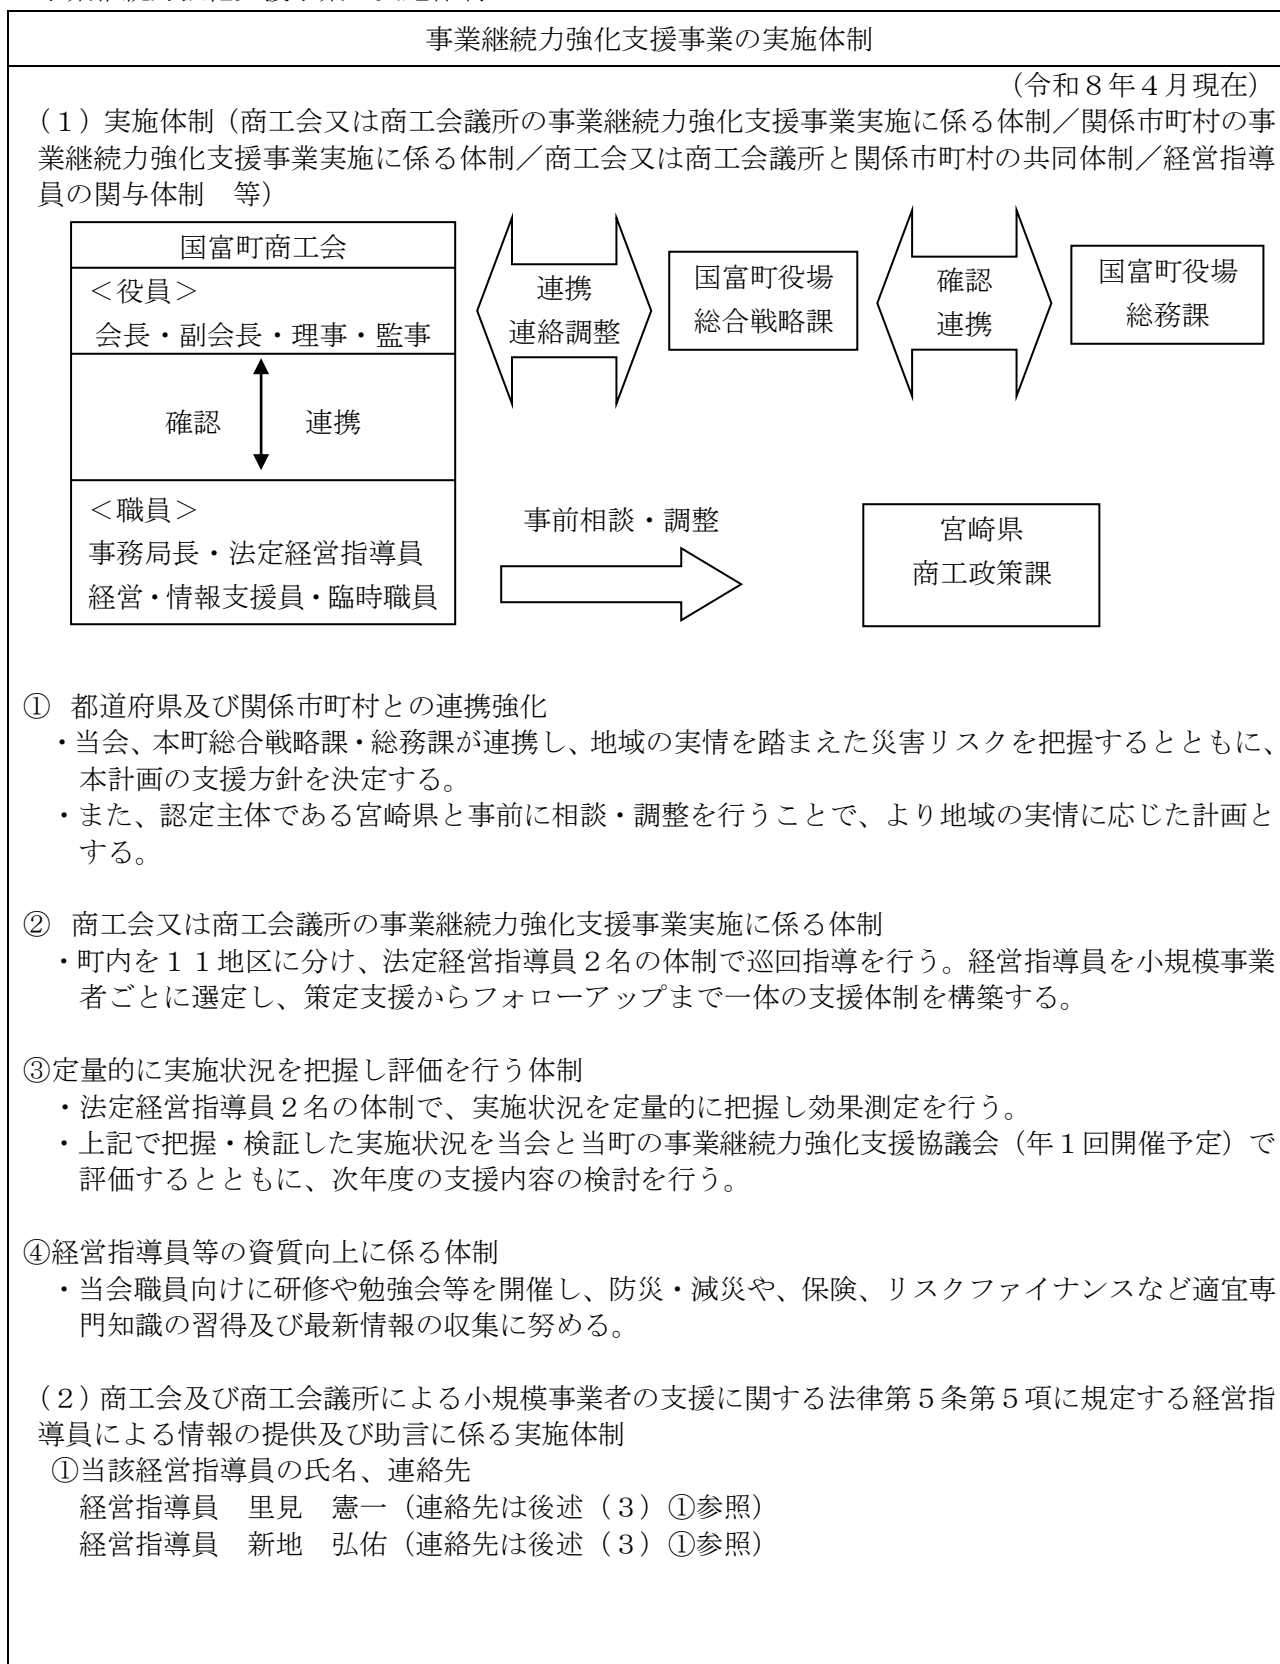 事業継続力強化支援事業の実施体制
（令和８年４月現在）
（１）実施体制（商工会又は商工会議所の事業継続力強化支援事業実施に係る体制／関係市町村の事
業継続力強化支援事業実施に係る体制／商工会又は商工会議所と関係市町村の共同体制／経営指導
員の関与体制　等）
国富町商工会
＜役員＞
会長・副会長・理事・監事
確認　連携
＜職員＞
事務局長・法定経営指導員
経営・情報支援員・臨時職員
連携
連絡調整
国富町役場
総合戦略課
確認
連携
国富町役場
総務課
事前相談・調整
宮崎県
商工政策課
①　都道府県及び関係市町村との連携強化
・当会、本町総合戦略課・総務課が連携し、地域の実情を踏まえた災害リスクを把握するとともに、
本計画の支援方針を決定する。
・また、認定主体である宮崎県と事前に相談・調整を行うことで、より地域の実情に応じた計画と
する。
②　商工会又は商工会議所の事業継続力強化支援事業実施に係る体制
・町内を１１地区に分け、法定経営指導員２名の体制で巡回指導を行う。経営指導員を小規模事業
者ごとに選定し、策定支援からフォローアップまで一体の支援体制を構築する。
③定量的に実施状況を把握し評価を行う体制
・法定経営指導員２名の体制で、実施状況を定量的に把握し効果測定を行う。
・上記で把握・検証した実施状況を当会と当町の事業継続力強化支援協議会（年１回開催予定）で
評価するとともに、次年度の支援内容の検討を行う。
④経営指導員等の資質向上に係る体制
・当会職員向けに研修や勉強会等を開催し、防災・減災や、保険、リスクファイナンスなど適宜専
門知識の習得及び最新情報の収集に努める。
（２）商工会及び商工会議所による小規模事業者の支援に関する法律第５条第５項に規定する経営指
導員による情報の提供及び助言に係る実施体制
①当該経営指導員の氏名、連絡先
経営指導員　里見　憲一（連絡先は後述（３）①参照）
経営指導員　新地　弘佑（連絡先は後述（３）①参照）